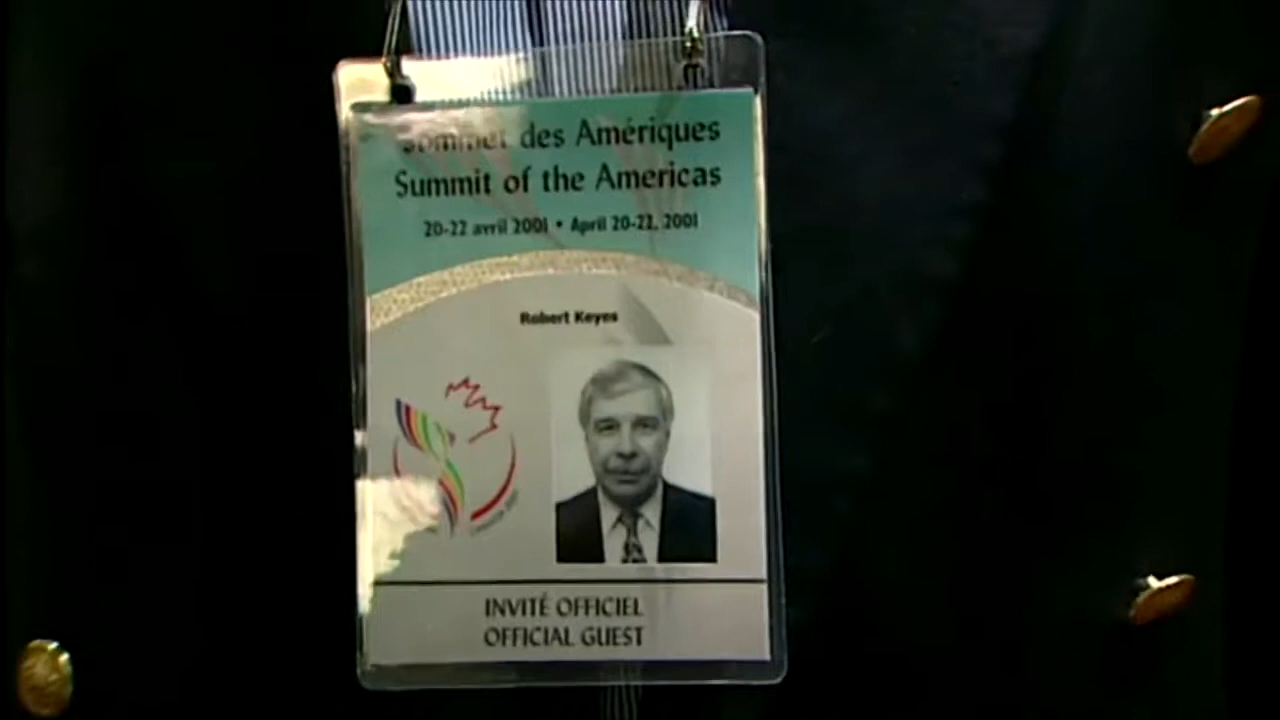 Sommet des Amériques
Summit of the Americas
20-22 avril 2001 • April 20-22, 2001
Robert Keyes
INVITÉ OFFICIEL
OFFICIAL GUEST